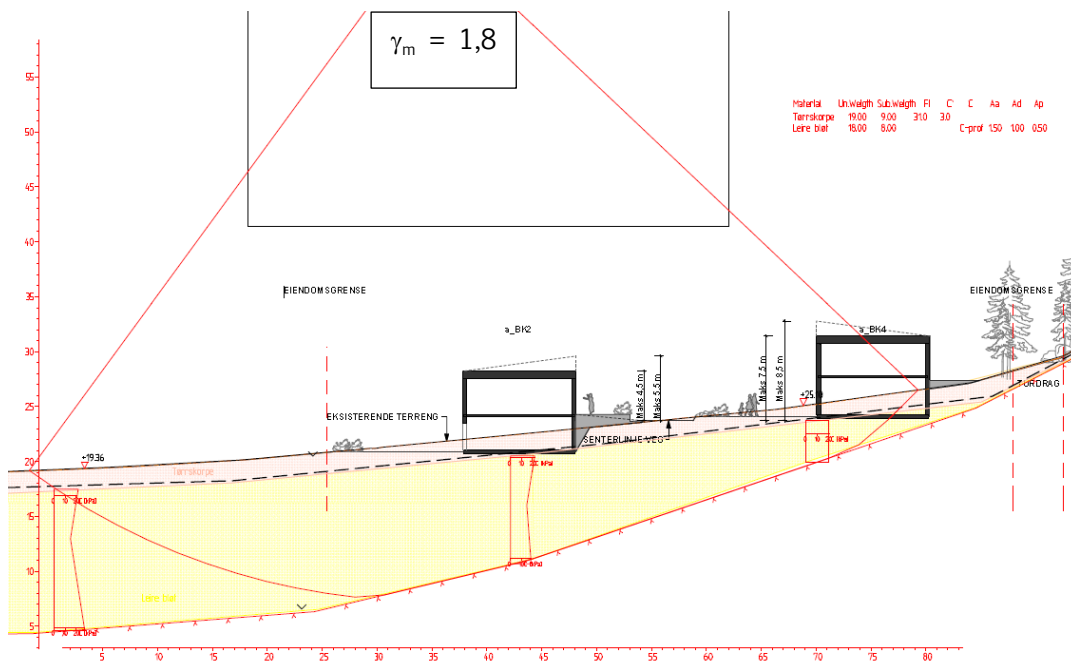 γm = 1,8
Material Un.Weigth Sub.Weigth Fi C' C Aa Ad Ap
Tørrskorpe 19.00 9.00 31.0 3.0
Leire bløt 18.00 8.00 C-prof 1.50 1.00 0.50
55
50
45
40
35
30
25
20
15
10
5
EIENDOMSGRENSE
EIENDOMSGRENSE
a_BK2
a_BK4
Maks 4,5 m
Maks 5,5 m
Maks 7,5 m
Maks 8,5 m
EKSISTERENDE TERRENG
SENTERLINJE VEG
+19.36
Tørrskorpe
Leire bløt
5 10 15 20 25 30 35 40 45 50 55 60 65 70 75 80